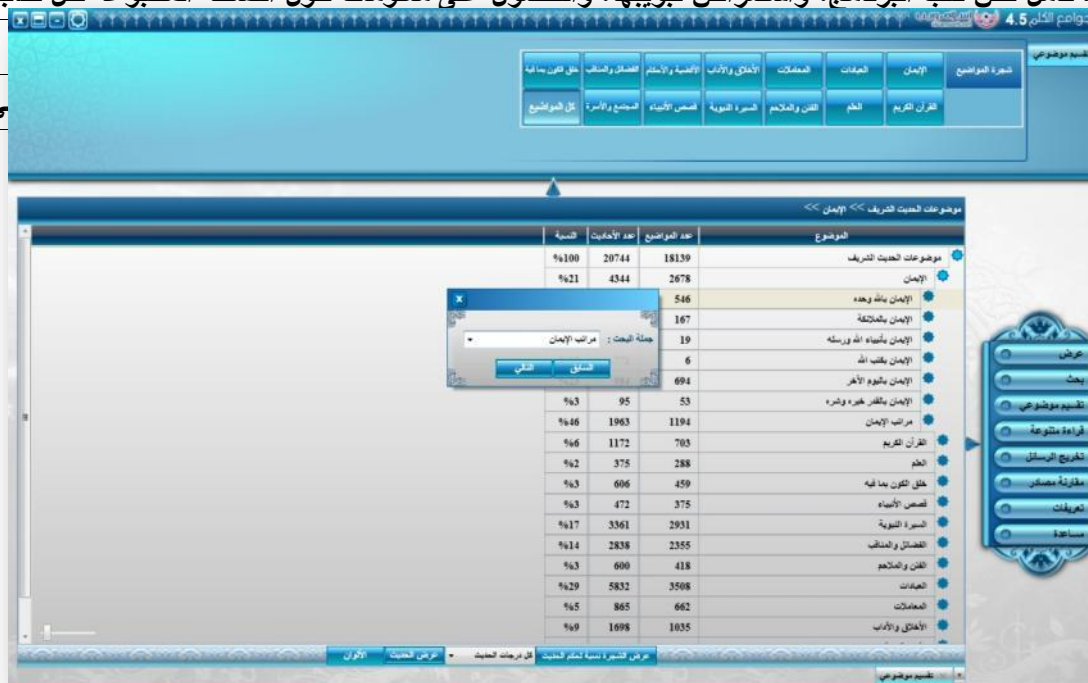 جوامع الكلم 4.5
تقسيم موضوعي
شجرة المواضيع الإيمان العبادات المعاملات الأخلاق والآداب الأقضية والأحكام الفضائل والمناقب خلق الكون بما فية
القرآن الكريم العلم الفتن والملاحم السيرة النبوية قصص الأنبياء المجتمع والأسرة كل المواضيع
موضوعات الحديث الشريف >> الإيمان >>
الموضوع عدد المواضيع عدد الأحاديث النسبة
موضوعات الحديث الشريف 18139 20744 %100
الإيمان 2678 4344 %21
الإيمان بالله وحده 546
الإيمان بالملائكة 167
الإيمان بأنبياء الله ورسله 19
الإيمان بكتب الله 6
الإيمان باليوم الآخر 694
الإيمان بالقدر خيره وشره 53 95 %3
مراتب الإيمان 1194 1963 %46
القرآن الكريم 703 1172 %6
العلم 288 375 %2
خلق الكون بما فيه 459 606 %3
قصص الأنبياء 375 472 %3
السيرة النبوية 2931 3361 %17
الفضائل والمناقب 2355 2838 %14
الفتن والملاحم 418 600 %3
العبادات 3508 5832 %29
المعاملات 662 865 %5
الأخلاق والآداب 1035 1698 %9
جملة البحث : مراتب الإيمان
السابق التالي
عرض
بحث
تقسيم موضوعي
قراءة متنوعة
تخريج الرسائل
مقارنة مصادر
تعريفات
مساعدة
عرض الشجرة نسبة لحكم الحديث كل درجات الحديث عرض الحديث الألوان
تقسيم موضوعي